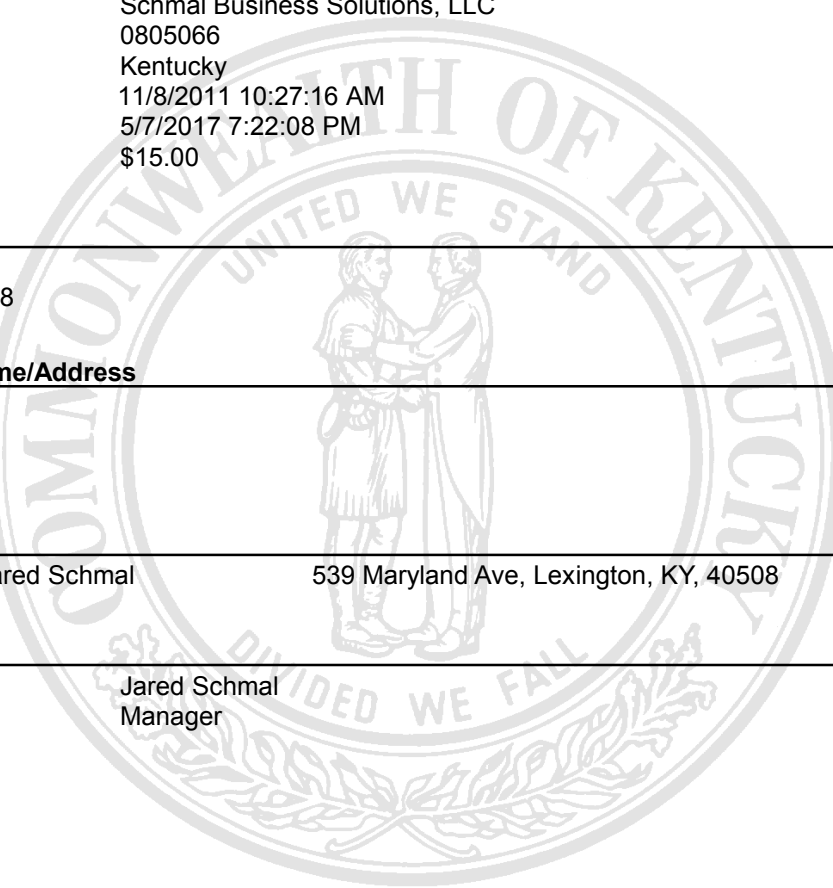 Schmal Business Solutions, LLC
0805066
Kentucky
11/8/2011 10:27:16 AM
5/7/2017 7:22:08 PM
$15.00
8
me/Address
ared Schmal 539 Maryland Ave, Lexington, KY, 40508
Jared Schmal
Manager
COMMONWEALTH OF KENTUCKY
UNITED WE STAND
DIVIDED WE FALL